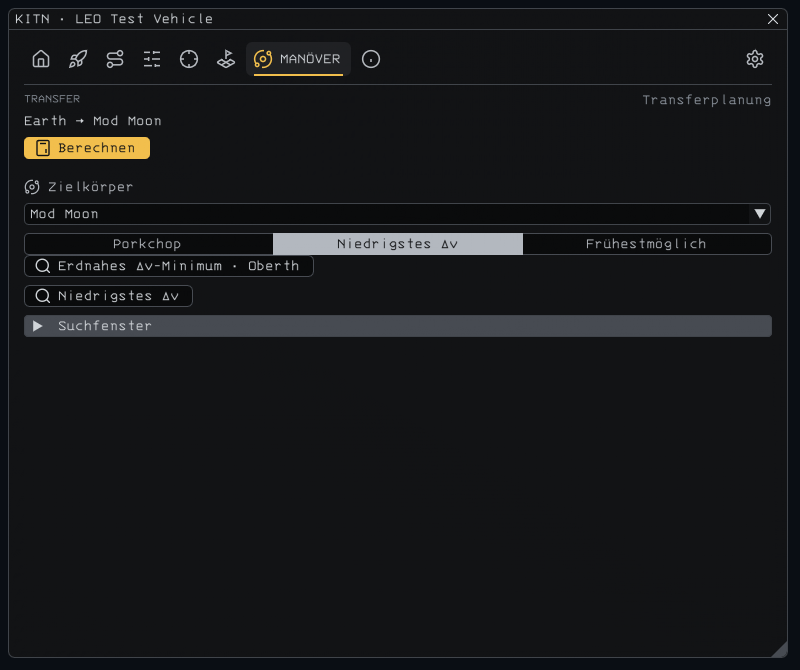 KITN · LEO Test Vehicle
MANÖVER
TRANSFER
Transferplanung
Earth → Mod Moon
Berechnen
Zielkörper
Mod Moon
Porkchop
Niedrigstes Δv
Frühestmöglich
Erdnahes Δv-Minimum · Oberth
Niedrigstes Δv
Suchfenster